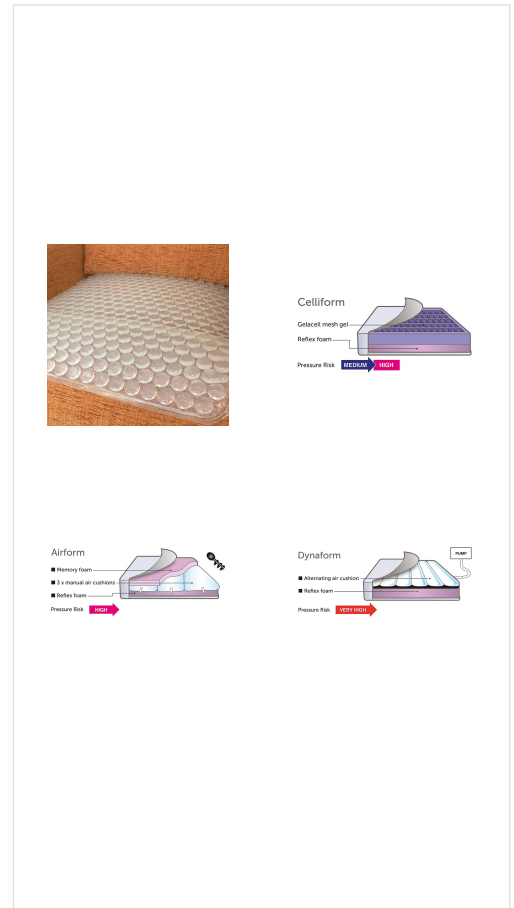 Celliform
Gelacell mesh gel
Reflex foam
Pressure Risk MEDIUM HIGH
Airform
■ Memory foam
■ 3 x manual air cushions
■ Reflex foam
Pressure Risk HIGH
Dynaform
PUMP
■ Alternating air cushion
■ Reflex foam
Pressure Risk VERY HIGH